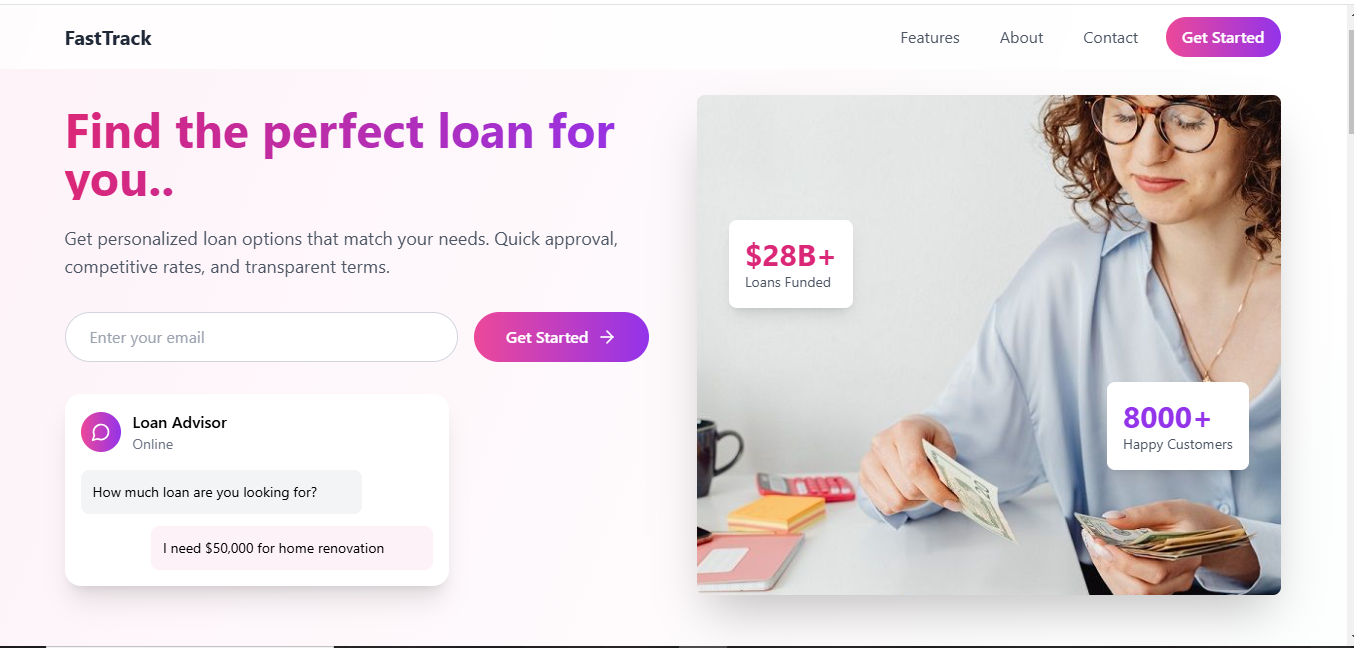 FastTrack
Features
About
Contact
Get Started
Find the perfect loan for
you..
Get personalized loan options that match your needs. Quick approval,
competitive rates, and transparent terms.
Enter your email
Get Started
Loan Advisor
Online
How much loan are you looking for?
I need $50,000 for home renovation
$28B+
Loans Funded
8000+
Happy Customers